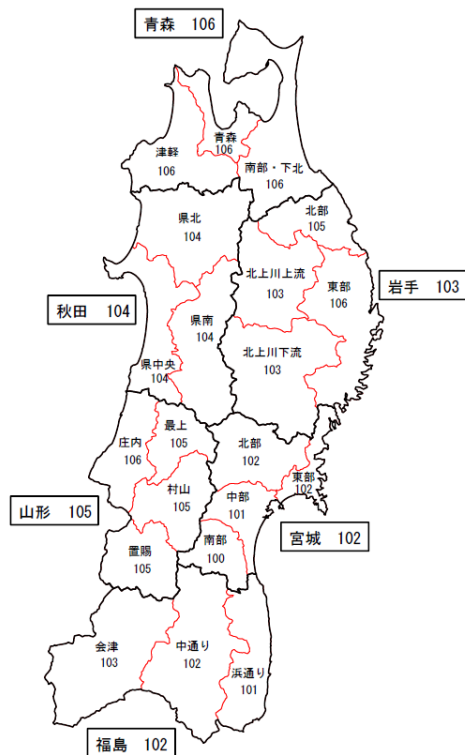 青森 106
青森
106
津軽
106
南部・下北
106
県北
104
北部
105
北上川上流
103
東部
106
岩手 103
秋田 104
県南
104
北上川下流
103
県中央
104
最上
105
庄内
106
北部
102
東部
102
村山
105
中部
101
山形 105
宮城 102
南部
100
置賜
105
会津
103
中通り
102
浜通り
101
福島 102